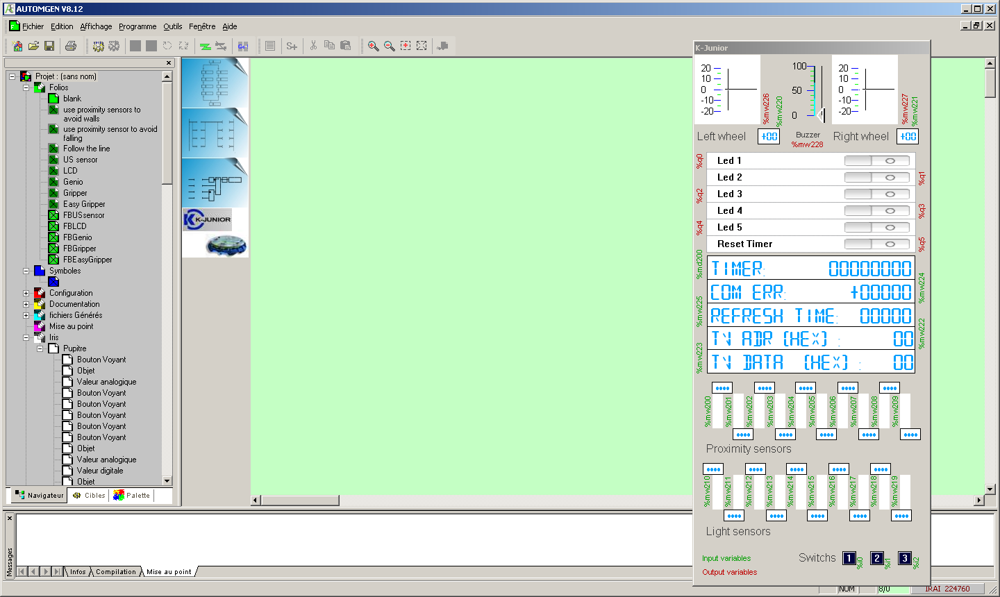 AUTOMGEN V8.12
Fichier Edition Affichage Programme Outils Fenêtre Aide
Projet : (sans nom)
Folios
blank
use proximity sensors to
avoid walls
use proximity sensor to avoid
falling
Follow the line
US sensor
LCD
Genio
Gripper
Easy Gripper
FBUSsensor
FBLCD
FBGenio
FBGripper
FBEasyGripper
Symboles
Configuration
Documentation
fichiers Générés
Mise au point
Iris
Pupitre
Bouton Voyant
Objet
Valeur analogique
Bouton Voyant
Bouton Voyant
Bouton Voyant
Bouton Voyant
Bouton Voyant
Objet
Valeur analogique
Valeur digitale
Objet
Navigateur Cibles Palette
K-JUNIOR
K-Junior
20
10
0
-10
-20
%mw226
%mw220
100
50
0
20
10
0
-10
-20
%mw227
%mw221
Left wheel +00 Buzzer Right wheel +00
%mw228
%q0 Led 1
Led 2 %q1
%q2 Led 3
Led 4 %q3
%q4 Led 5
Reset Timer %q5
%md200 TIMER: 00000000
COM ERR: +00000 %mw224
%mw225 REFRESH TIME: 00000
TV ADR (HEX) : 00 %mw222
%mw223 TV DATA (HEX) : 00
%mw200 %mw201 %mw202 %mw203 %mw204 %mw205 %mw206 %mw207 %mw208 %mw209
Proximity sensors
%mw210 %mw211 %mw212 %mw213 %mw214 %mw215 %mw216 %mw217 %mw218 %mw219
Light sensors
Input variables Switchs 1 %i0 2 %i1 3 %i2
Output variables
Messages
Infos Compilation Mise au point
NUM 8/0 IRAI 224760